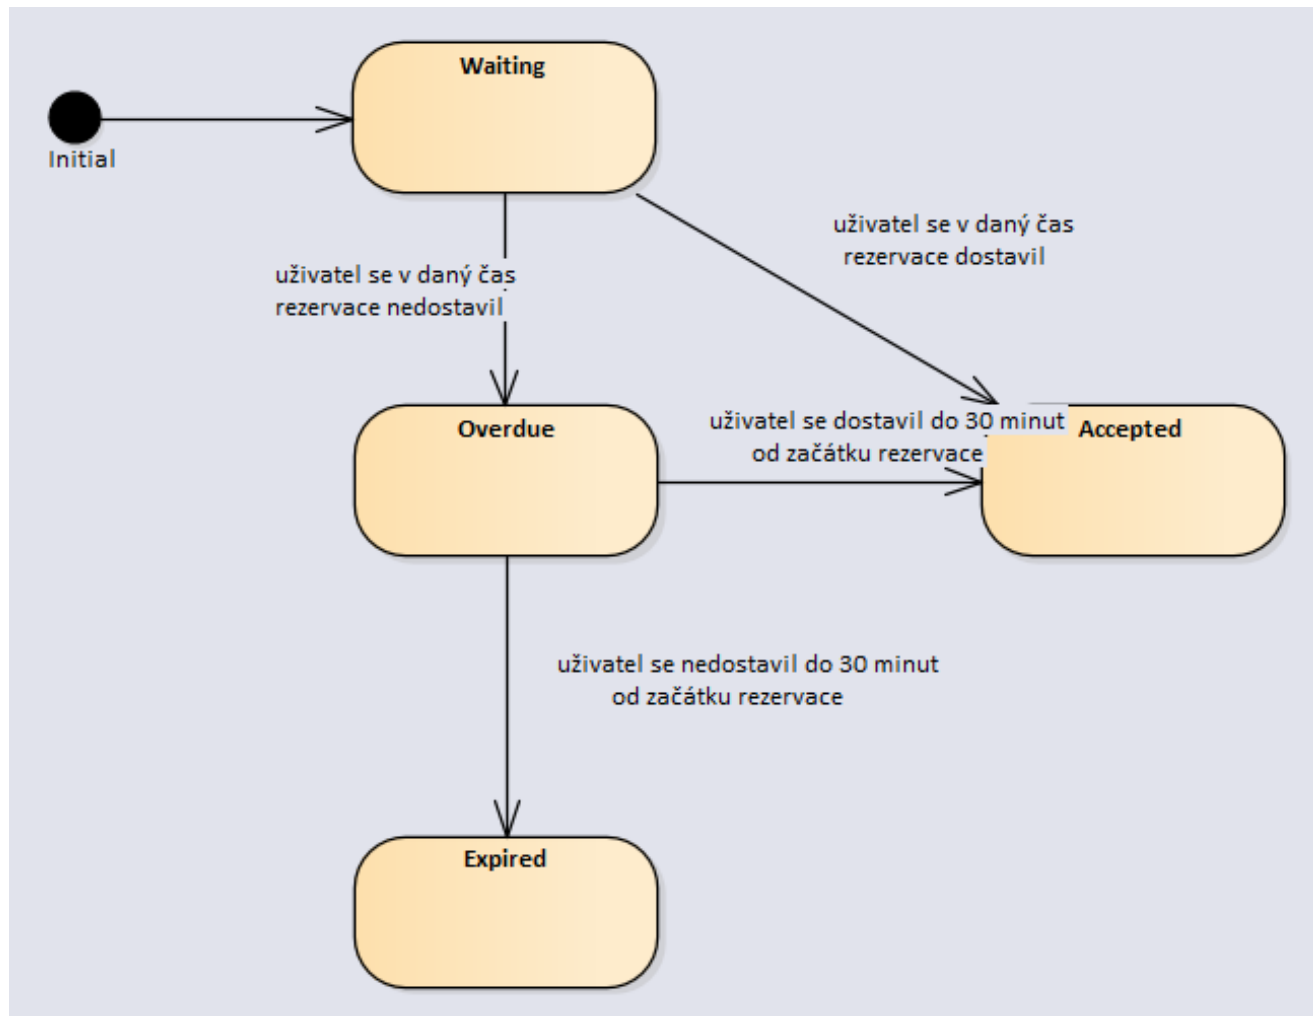 Waiting
Initial
uživatel se v daný čas
rezervace dostavil
uživatel se v daný čas
rezervace nedostavil
Overdue
uživatel se dostavil do 30 minut
od začátku rezervace
Accepted
uživatel se nedostavil do 30 minut
od začátku rezervace
Expired